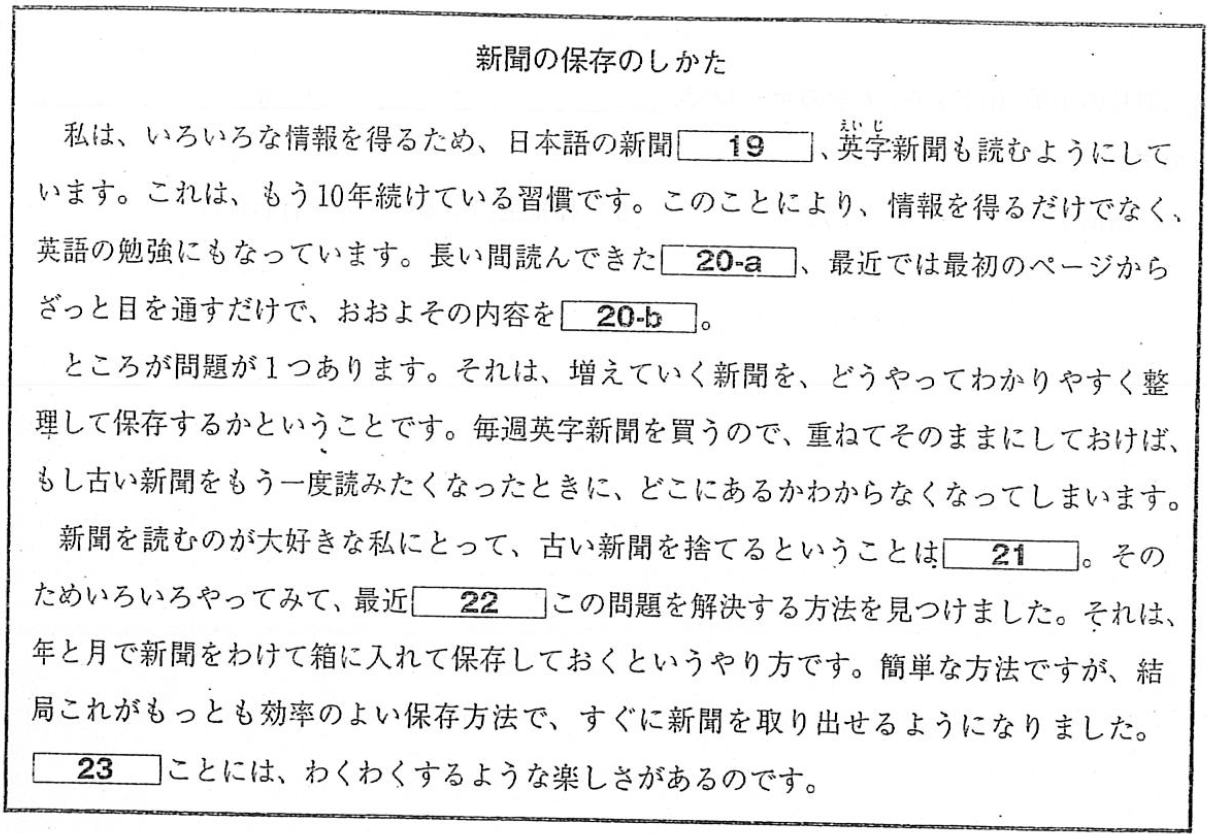 新聞の保存のしかた
私は、いろいろな情報を得るため、日本語の新聞 19 、英字新聞も読むようにして
います。これは、もう10年続けている習慣です。このことにより、情報を得るだけでなく、
英語の勉強にもなっています。長い間読んできた 20-a 、最近では最初のページから
ざっと目を通すだけで、おおよその内容を 20-b 。
ところが問題が1つあります。それは、増えていく新聞を、どうやってわかりやすく整
理して保存するかということです。毎週英字新聞を買うので、重ねてそのままにしておけば、
もし古い新聞をもう一度読みたくなったときに、どこにあるかわからなくなってしまいます。
新聞を読むのが大好きな私にとって、古い新聞を捨てるということは 21 。その
ためいろいろやってみて、最近 22 この問題を解決する方法を見つけました。それは、
年と月で新聞をわけて箱に入れて保存しておくというやり方です。簡単な方法ですが、結
局これがもっとも効率のよい保存方法で、すぐに新聞を取り出せるようになりました。
23 ことには、わくわくするような楽しさがあるのです。